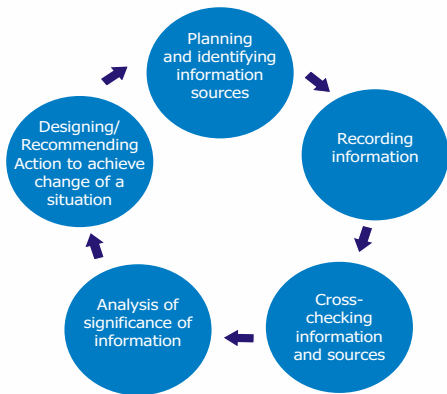 Planning
and identifying
information
sources
Recording
information
Cross-
checking
information
and sources
Analysis of
significance of
information
Designing/
Recommending
Action to achieve
change of a
situation